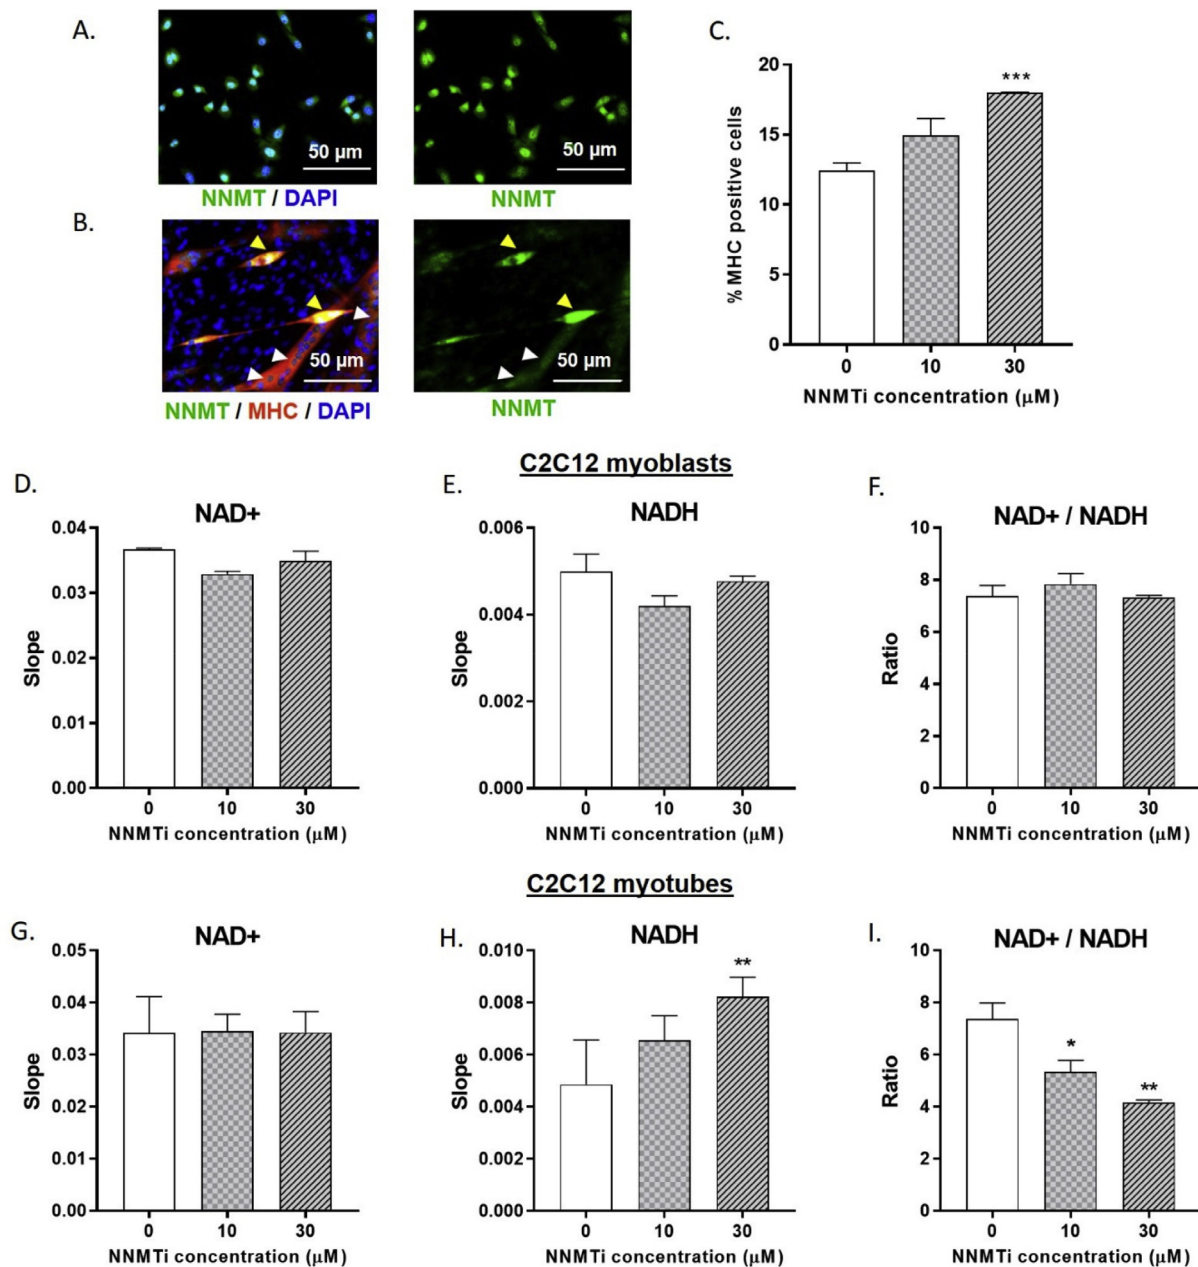 A.
50 µm
50 µm
NNMT / DAPI
NNMT
B.
50 µm
50 µm
NNMT / MHC / DAPI
NNMT
C.
***
20
15
10
5
0
% MHC positive cells
0 10 30
NNMTi concentration (µM)
C2C12 myoblasts
D.
NAD+
0.04
0.03
0.02
0.01
0.00
Slope
0 10 30
NNMTi concentration (µM)
E.
NADH
0.006
0.004
0.002
0.000
Slope
0 10 30
NNMTi concentration (µM)
F.
NAD+ / NADH
10
8
6
4
2
0
Ratio
0 10 30
NNMTi concentration (µM)
C2C12 myotubes
G.
NAD+
0.05
0.04
0.03
0.02
0.01
0.00
Slope
0 10 30
NNMTi concentration (µM)
H.
NADH
**
0.010
0.008
0.006
0.004
0.002
0.000
Slope
0 10 30
NNMTi concentration (µM)
I.
NAD+ / NADH
*
**
10
8
6
4
2
0
Ratio
0 10 30
NNMTi concentration (µM)